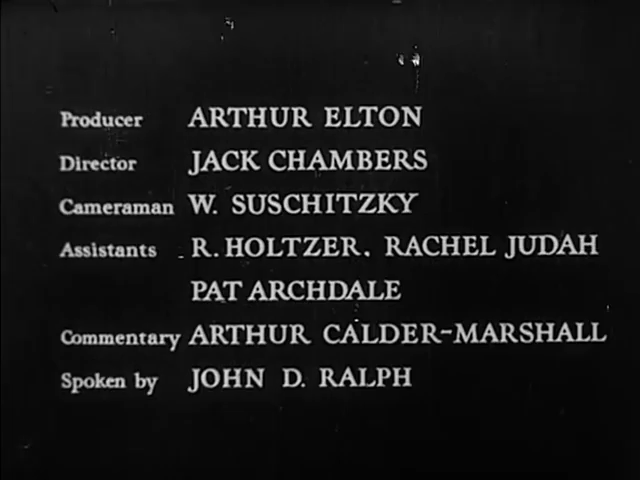 Producer ARTHUR ELTON
Director JACK CHAMBERS
Cameraman W. SUSCHITZKY
Assistants R. HOLTZER. RACHEL JUDAH
PAT ARCHDALE
Commentary ARTHUR CALDER-MARSHALL
Spoken by JOHN D. RALPH